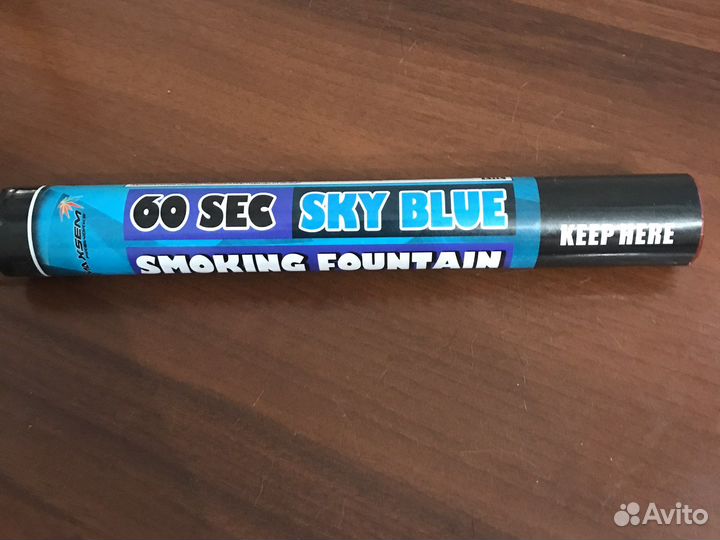 60 SEC SKY BLUE
SMOKING FOUNTAIN
KEEP HERE
Avito